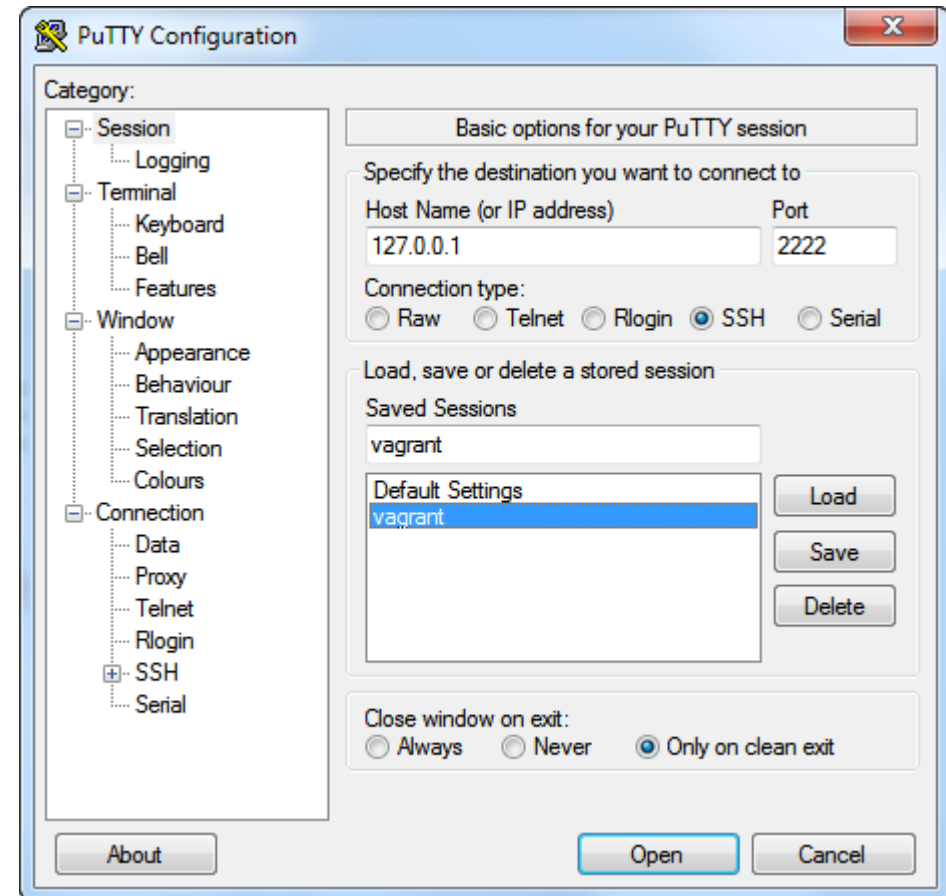 PuTTY Configuration
Category:
Session
Logging
Terminal
Keyboard
Bell
Features
Window
Appearance
Behaviour
Translation
Selection
Colours
Connection
Data
Proxy
Telnet
Rlogin
SSH
Serial
Basic options for your PuTTY session
Specify the destination you want to connect to
Host Name (or IP address) Port
127.0.0.1 2222
Connection type:
Raw Telnet Rlogin SSH Serial
Load, save or delete a stored session
Saved Sessions
vagrant
Default Settings
vagrant
Load
Save
Delete
Close window on exit:
Always Never Only on clean exit
About Open Cancel